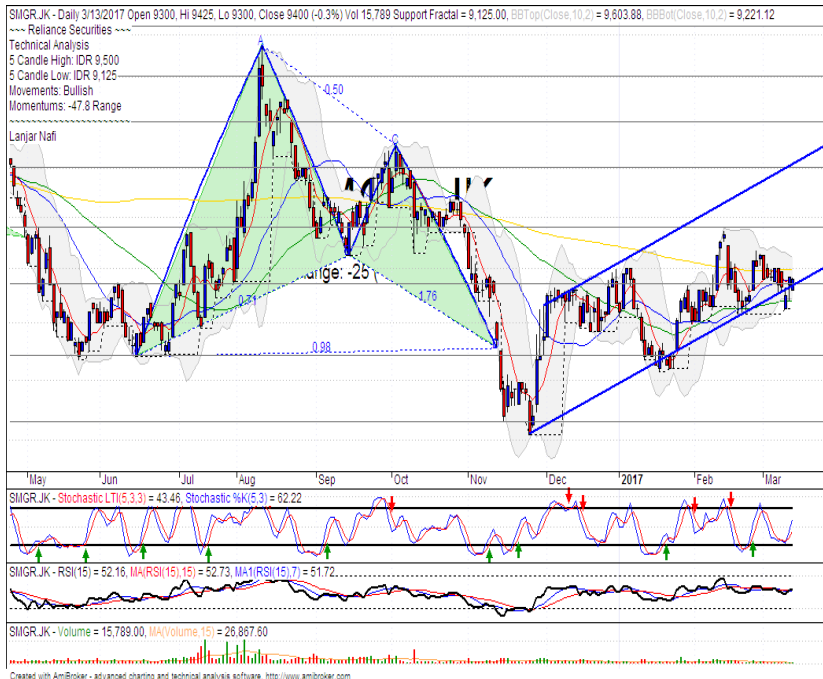 SMGR.JK - Daily 3/13/2017 Open 9300, Hi 9425, Lo 9300, Close 9400 (-0.3%) Vol 15,789 Support Fractal = 9,125.00, BBTop(Close,10,2) = 9,603.88, BBBot(Close,10,2) = 9,221.12
~~~ Reliance Securities ~~~
Technical Analysis
5 Candle High: IDR 9,500
5 Candle Low: IDR 9,125
Movements: Bullish
Momentums: -47.8 Range
~~~~~~~~~~~~~~~~~~~~
Lanjar Nafi
A
0.50
C
0.71
1.76
0.98
May Jun Jul Aug Sep Oct Nov Dec 2017 Feb Mar
SMGR.JK - Stochastic LTI(5,3,3) = 43.46, Stochastic %K(5,3) = 62.22
SMGR.JK - RSI(15) = 52.16, MA(RSI(15),15) = 52.73, MA1(RSI(15),7) = 51.72
SMGR.JK - Volume = 15,789.00, MA(Volume,15) = 26,867.60
Created with AmiBroker - advanced charting and technical analysis software. http://www.amibroker.com